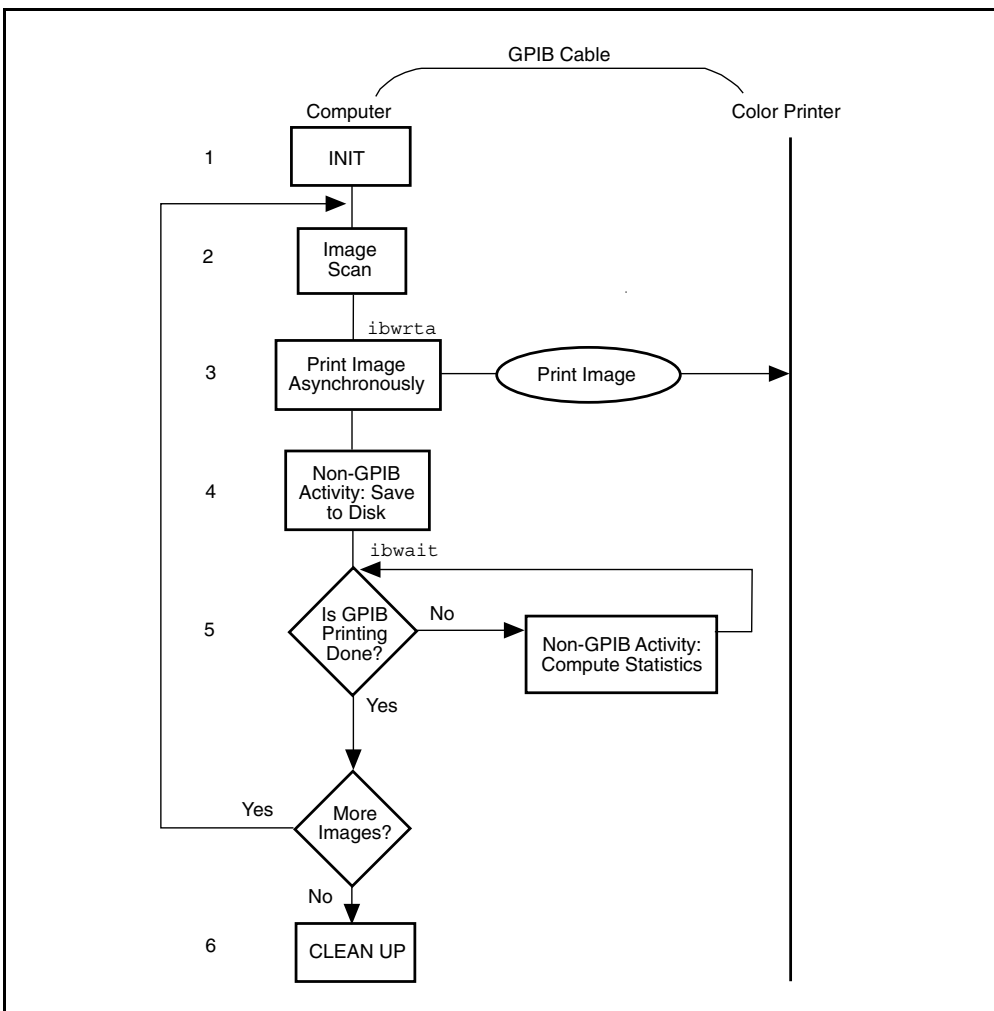 GPIB Cable
Computer
Color Printer
1
INIT
2
Image
Scan
ibwrta
3
Print Image
Asynchronously
Print Image
4
Non-GPIB
Activity: Save
to Disk
ibwait
5
Is GPIB
Printing
Done?
No
Non-GPIB Activity:
Compute Statistics
Yes
Yes
More
Images?
No
6
CLEAN UP